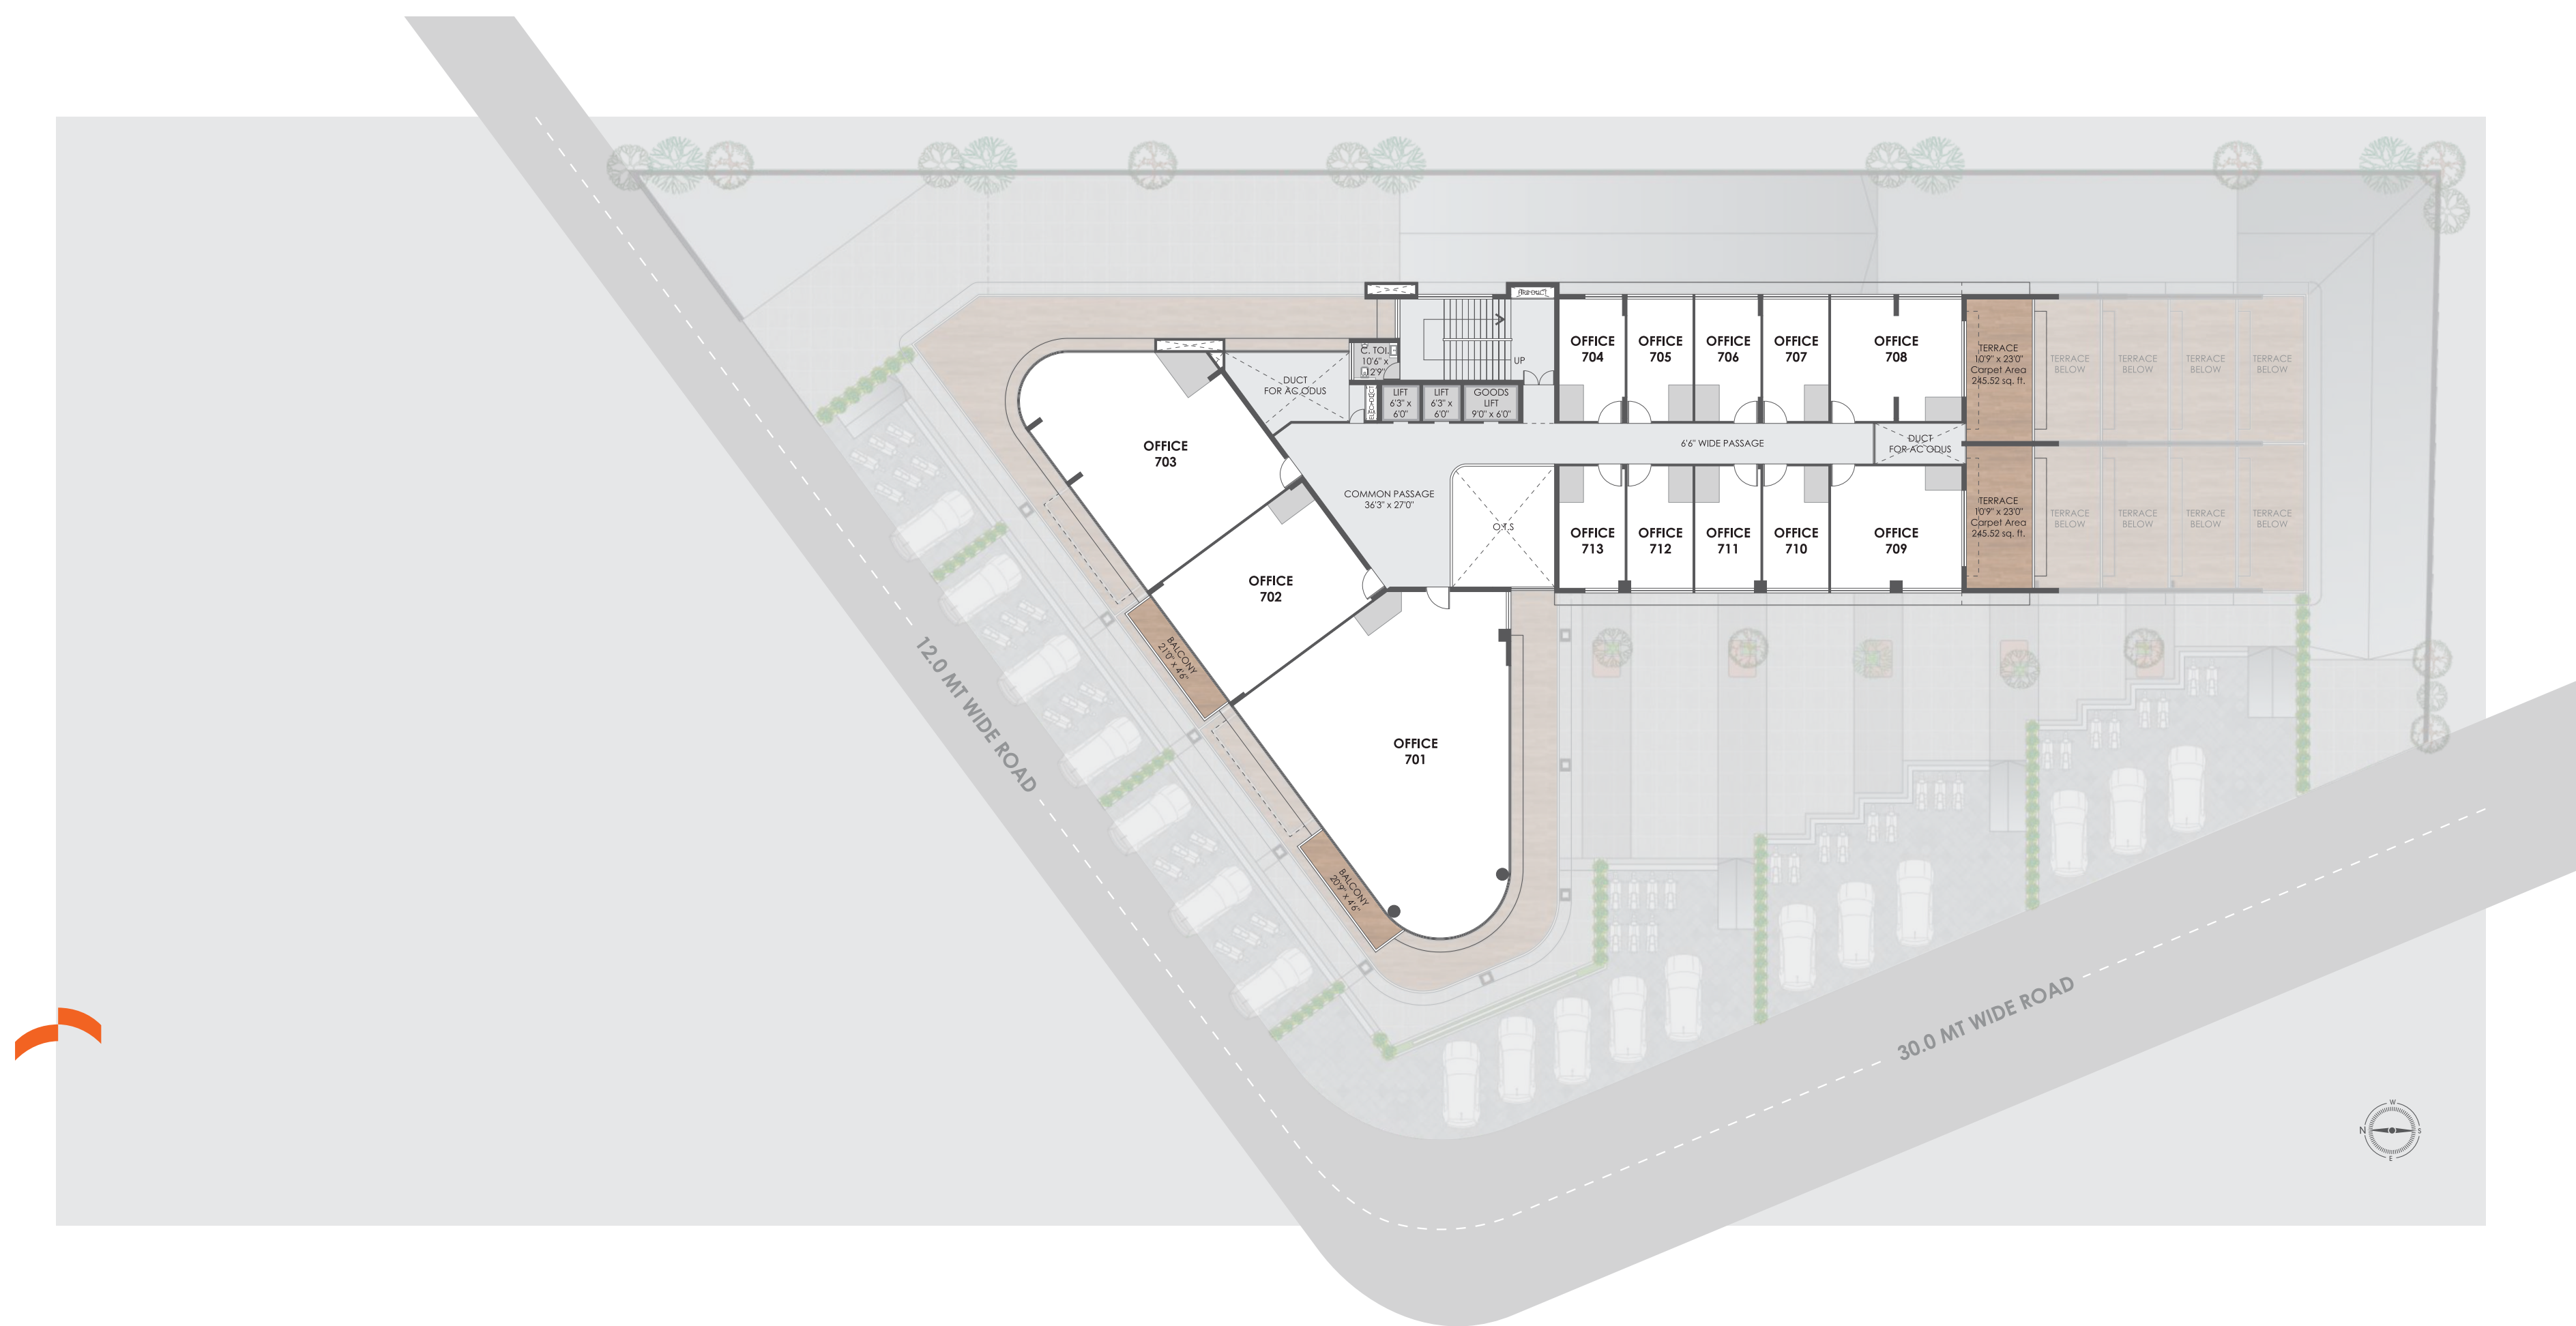 FIRE DUCT
OFFICE
704
OFFICE
705
OFFICE
706
OFFICE
707
OFFICE
708
TERRACE
10'9" x 23'0"
Carpet Area
245.52 sq. ft.
TERRACE
BELOW
TERRACE
BELOW
TERRACE
BELOW
TERRACE
BELOW
C. TOI.
10'6" x
12'9"
UP
DUCT
FOR AC ODUS
LIFT
6'3" x
6'0"
LIFT
6'3" x
6'0"
GOODS
LIFT
9'0" x 6'0"
6'6" WIDE PASSAGE
DUCT
FOR AC ODUS
OFFICE
703
COMMON PASSAGE
36'3" x 27'0"
O.T.S
OFFICE
713
OFFICE
712
OFFICE
711
OFFICE
710
OFFICE
709
TERRACE
10'9" x 23'0"
Carpet Area
245.52 sq. ft.
TERRACE
BELOW
TERRACE
BELOW
TERRACE
BELOW
TERRACE
BELOW
OFFICE
702
BALCONY
21'0" x 4'6"
OFFICE
701
BALCONY
20'9" x 4'6"
12.0 MT WIDE ROAD
30.0 MT WIDE ROAD
W
N
S
E